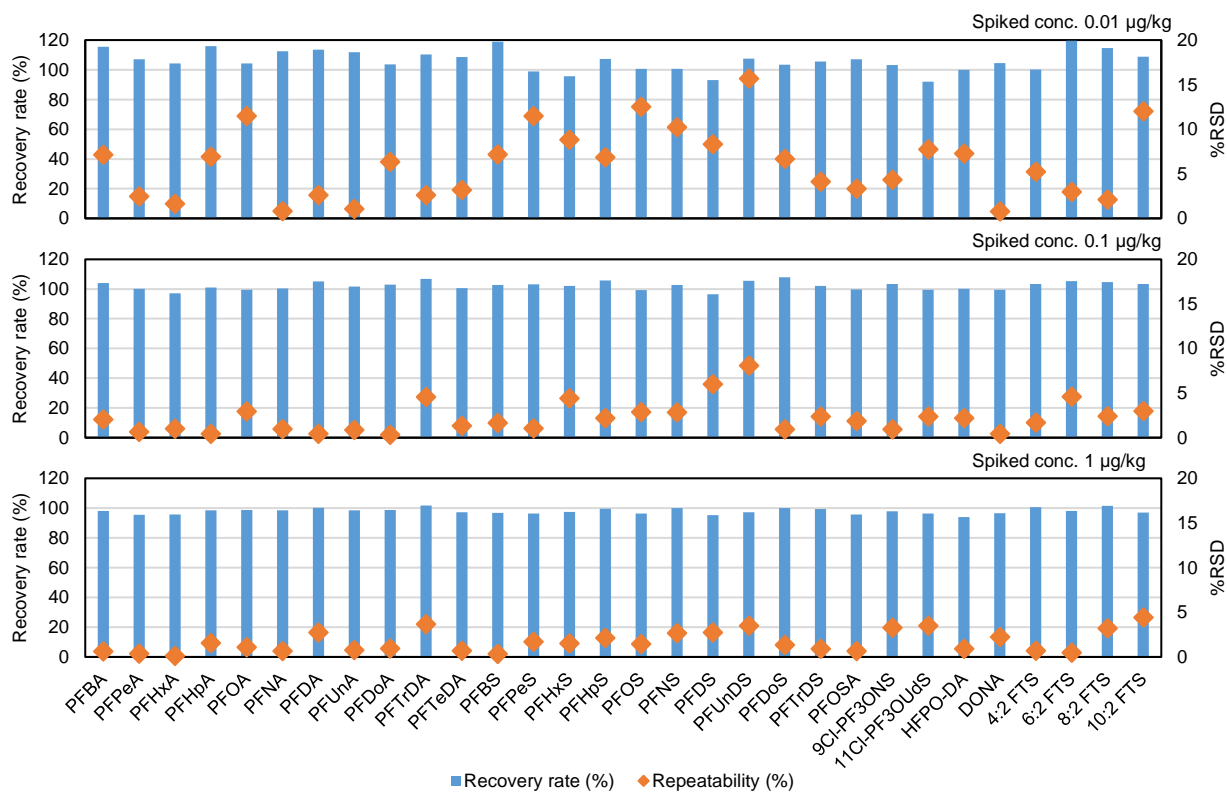 Spiked conc. 0.01 µg/kg
Recovery rate (%)
120
100
80
60
40
20
0
20
15
10
5
0
%RSD
Spiked conc. 0.1 µg/kg
Recovery rate (%)
120
100
80
60
40
20
0
20
15
10
5
0
%RSD
Spiked conc. 1 µg/kg
Recovery rate (%)
120
100
80
60
40
20
0
20
15
10
5
0
%RSD
PFBA
PFPeA
PFHxA
PFHpA
PFOA
PFNA
PFDA
PFUnA
PFDoA
PFTrDA
PFTeDA
PFBS
PFPeS
PFHxS
PFHpS
PFOS
PFNS
PFDS
PFUnDS
PFDoS
PFTrDS
PFOSA
9Cl-PF3ONS
11Cl-PF3OUdS
HFPO-DA
DONA
4:2 FTS
6:2 FTS
8:2 FTS
10:2 FTS
Recovery rate (%)
Repeatability (%)